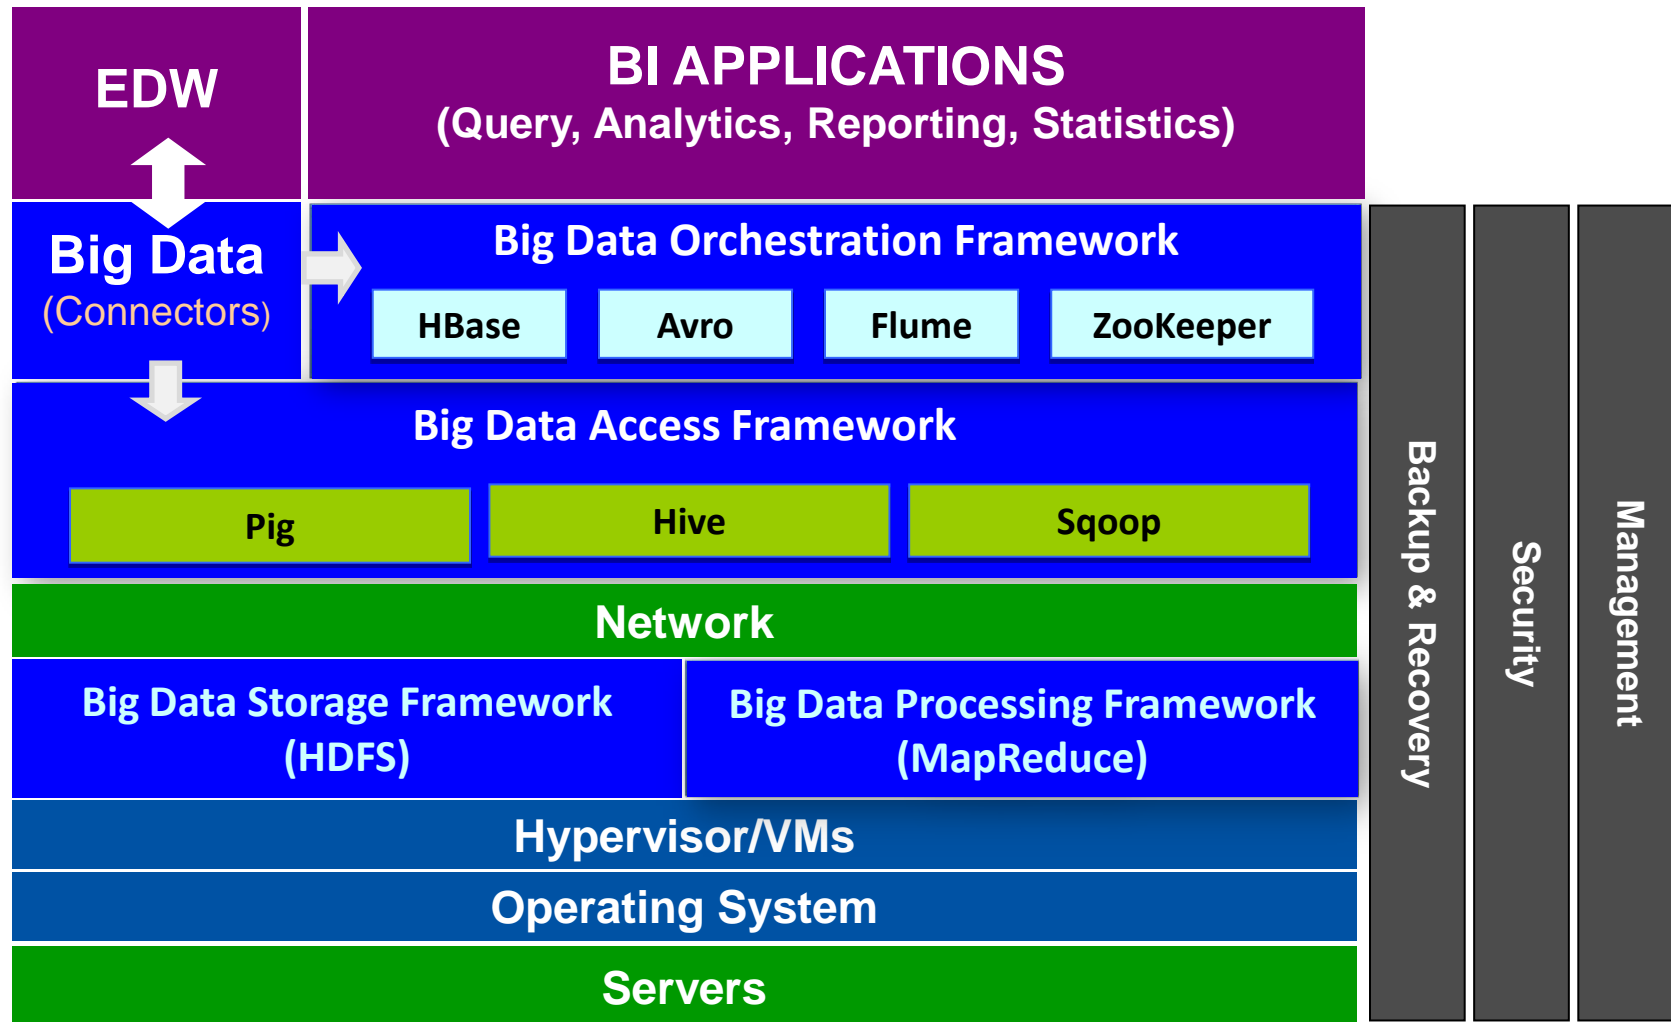 EDW
BI APPLICATIONS
(Query, Analytics, Reporting, Statistics)
Big Data
(Connectors)
Big Data Orchestration Framework
HBase
Avro
Flume
ZooKeeper
Big Data Access Framework
Pig
Hive
Sqoop
Network
Big Data Storage Framework
(HDFS)
Big Data Processing Framework
(MapReduce)
Hypervisor/VMs
Operating System
Servers
Backup & Recovery
Security
Management